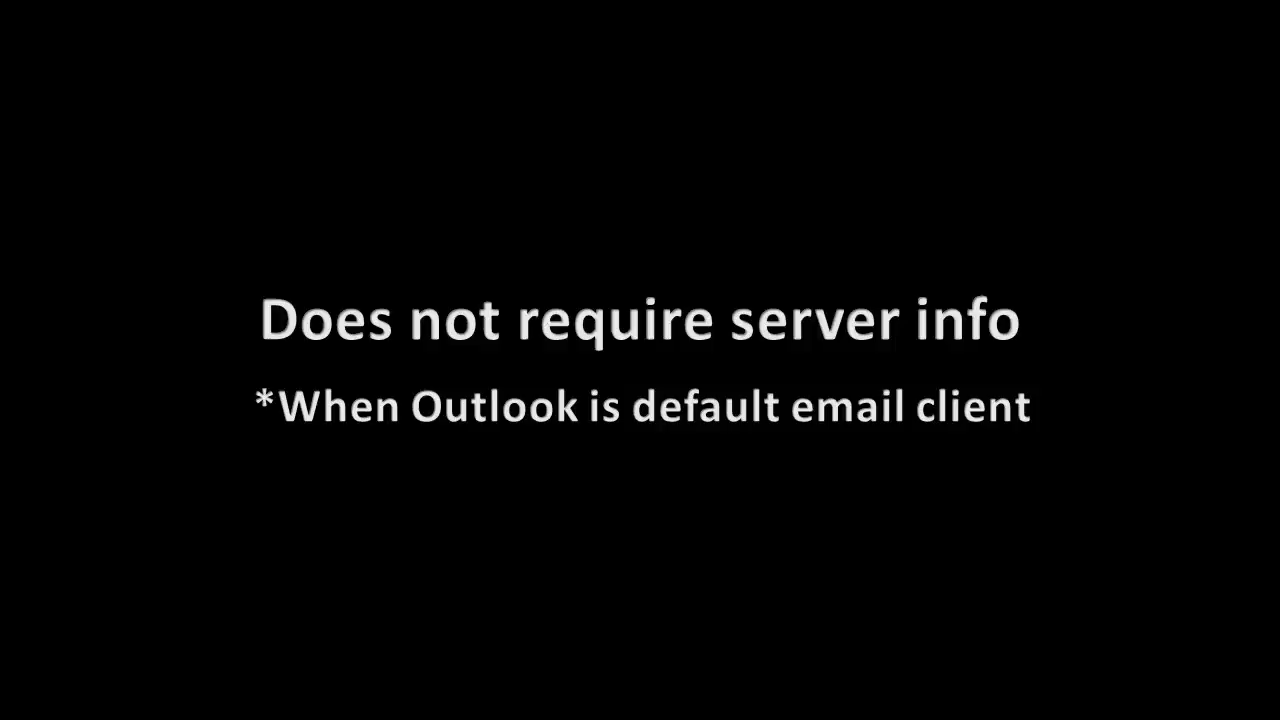 Does not require server info
*When Outlook is default email client